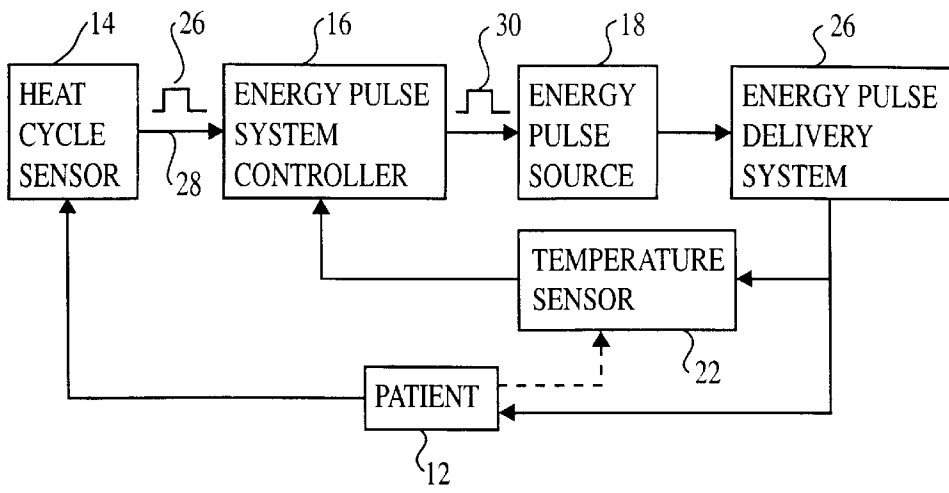 14
26
16
30
18
26
HEAT
CYCLE
SENSOR
28
ENERGY PULSE
SYSTEM
CONTROLLER
ENERGY
PULSE
SOURCE
ENERGY PULSE
DELIVERY
SYSTEM
TEMPERATURE
SENSOR
22
PATIENT
12